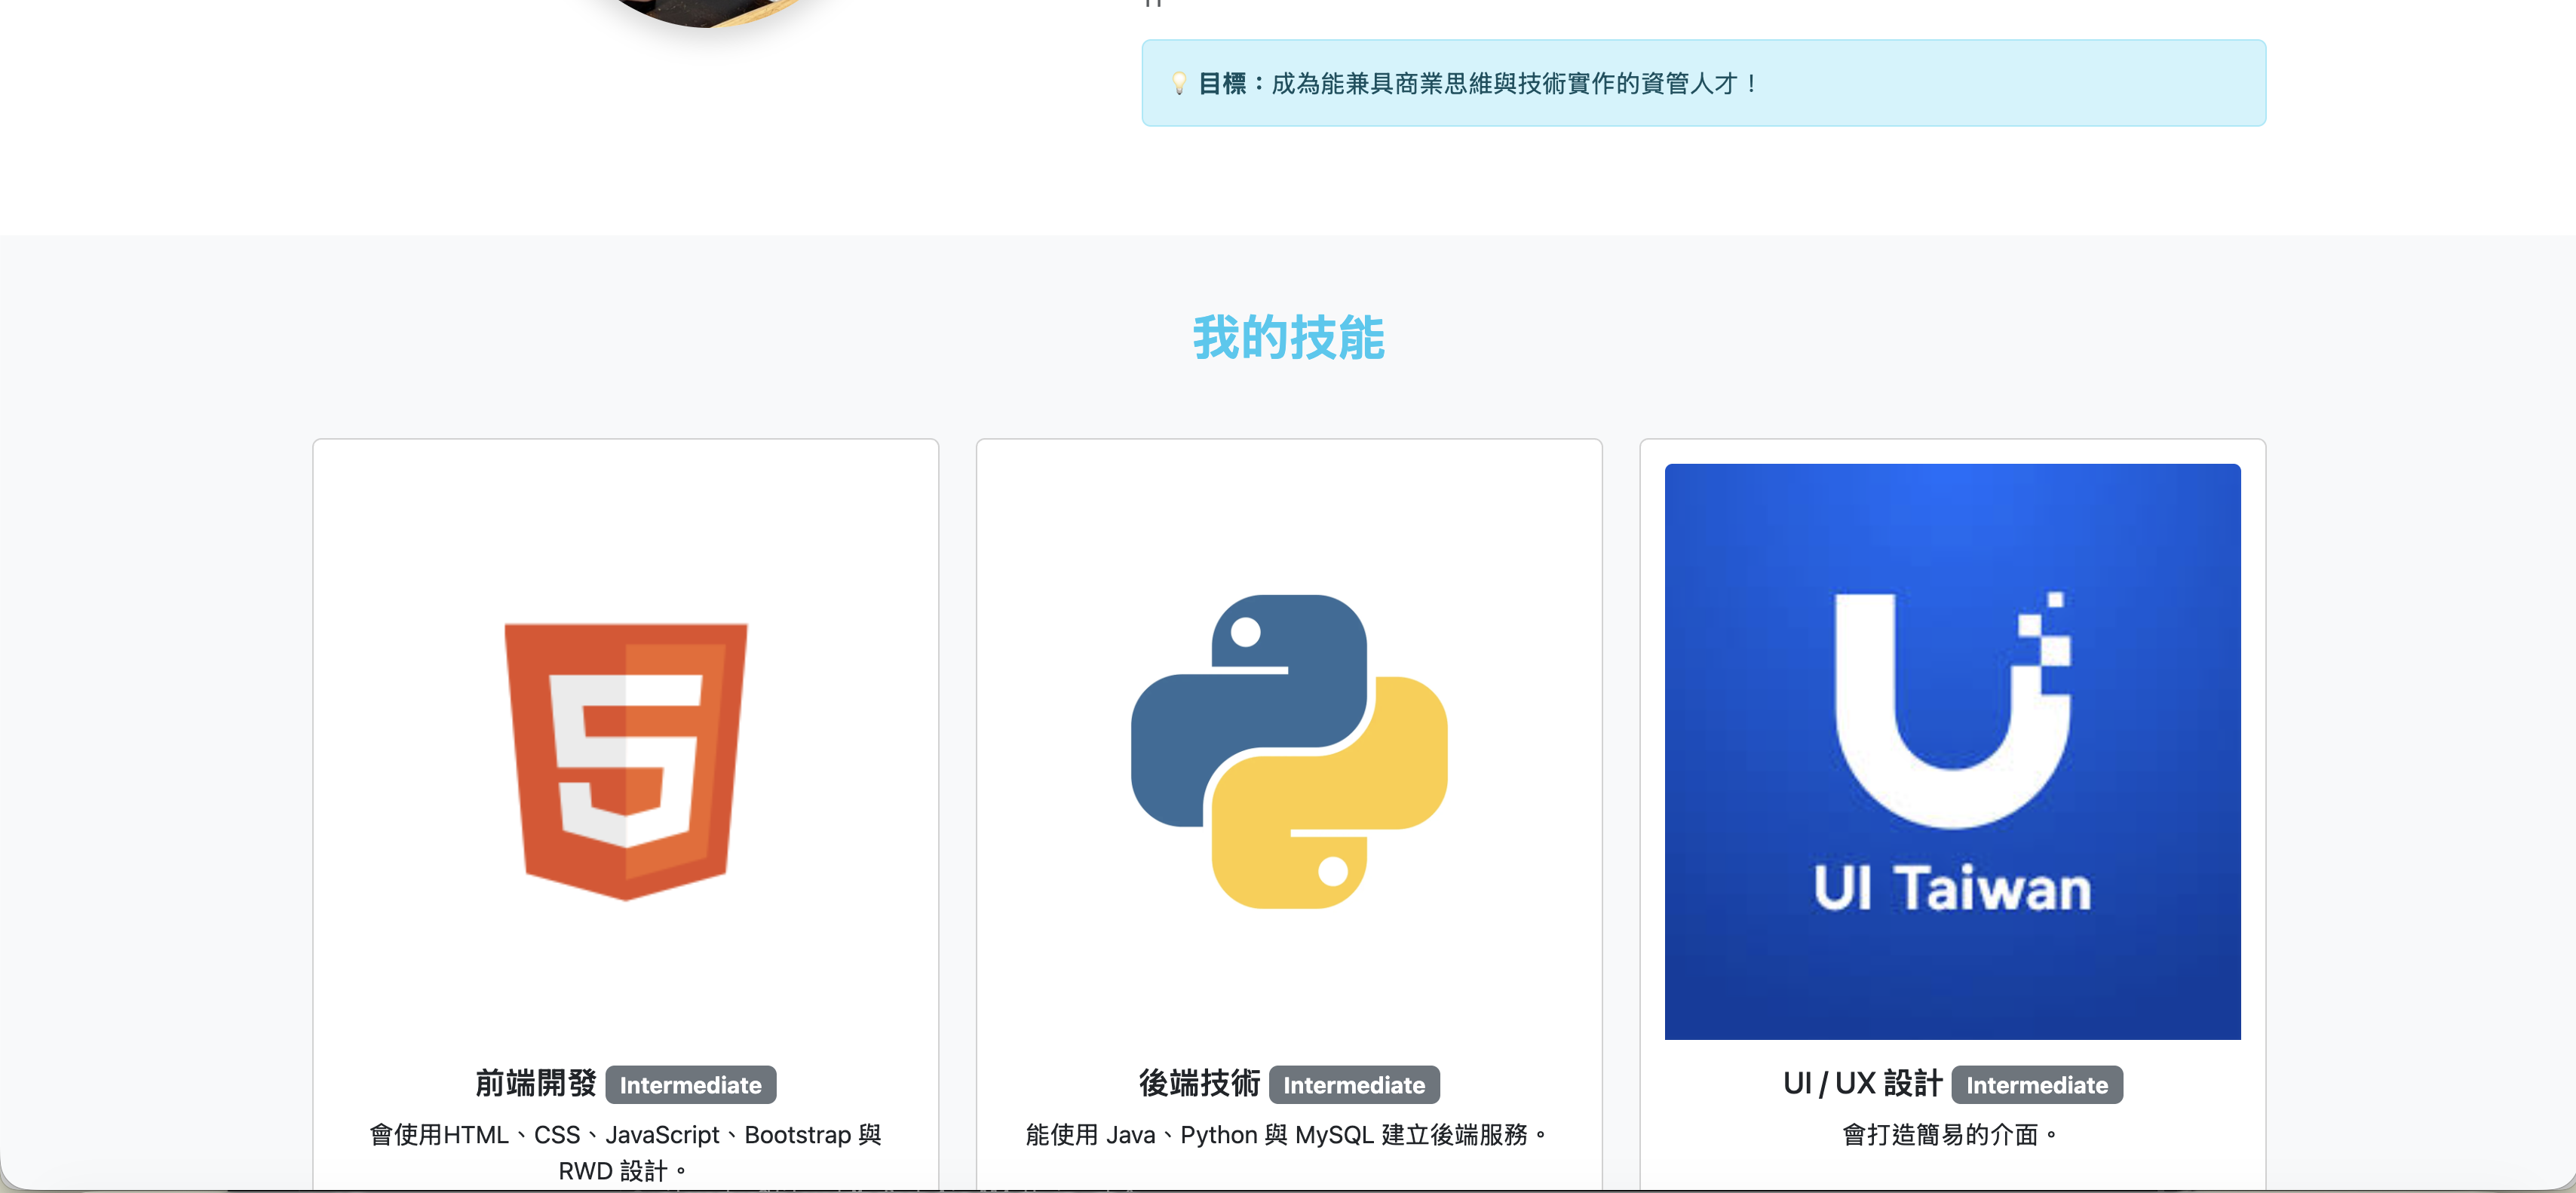 💡 目標：成為能兼具商業思維與技術實作的資管人才！
我的技能
UI Taiwan
前端開發 Intermediate
會使用HTML、CSS、JavaScript、Bootstrap 與
RWD 設計。
後端技術 Intermediate
能使用 Java、Python 與 MySQL 建立後端服務。
UI / UX 設計 Intermediate
會打造簡易的介面。